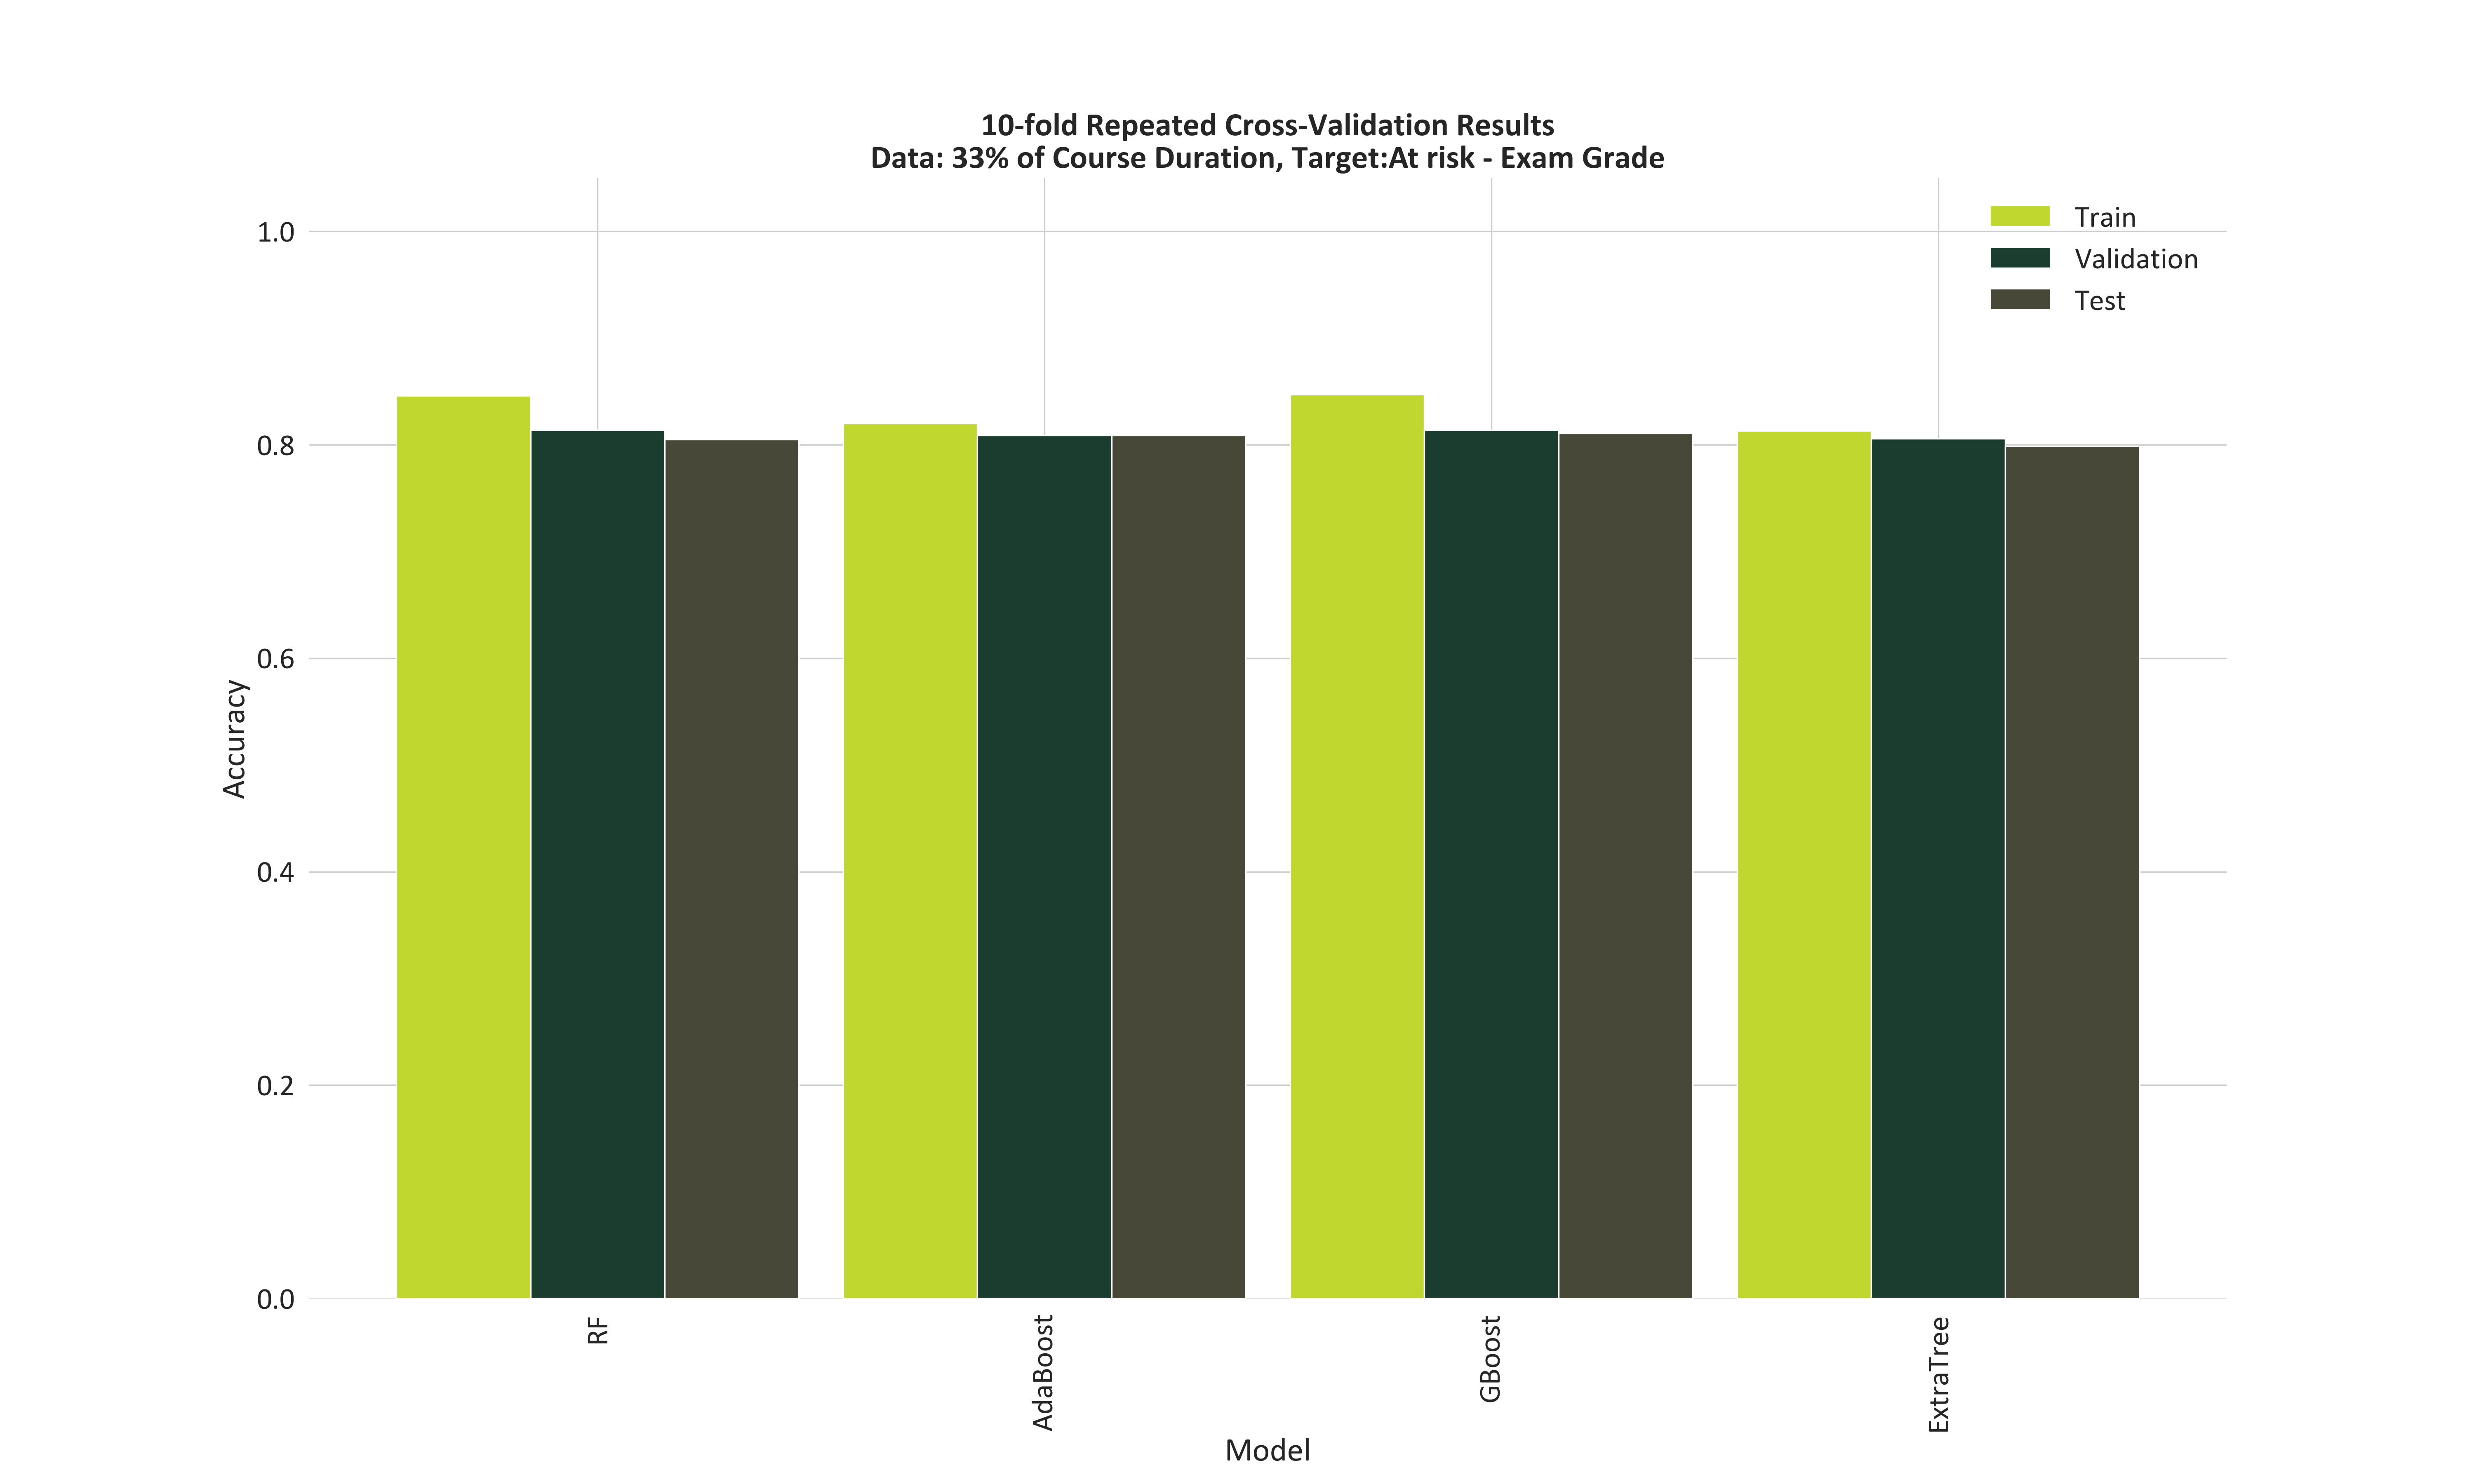 10-fold Repeated Cross-Validation Results
Data: 33% of Course Duration, Target:At risk - Exam Grade
Train
Validation
Test
1.0
0.8
0.6
0.4
0.2
0.0
Accuracy
RF
AdaBoost
GBoost
ExtraTree
Model